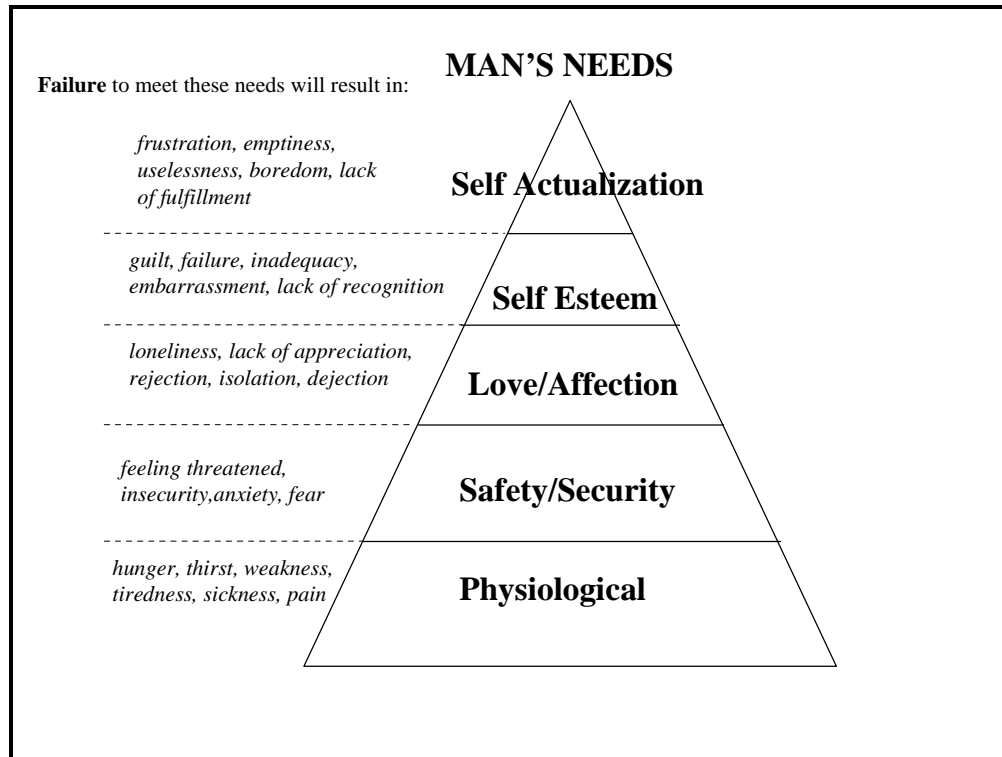 MAN’S NEEDS
Failure to meet these needs will result in:
frustration, emptiness,
uselessness, boredom, lack
of fulfillment
Self Actualization
guilt, failure, inadequacy,
embarrassment, lack of recognition
Self Esteem
loneliness, lack of appreciation,
rejection, isolation, dejection
Love/Affection
feeling threatened,
insecurity,anxiety, fear
Safety/Security
hunger, thirst, weakness,
tiredness, sickness, pain
Physiological